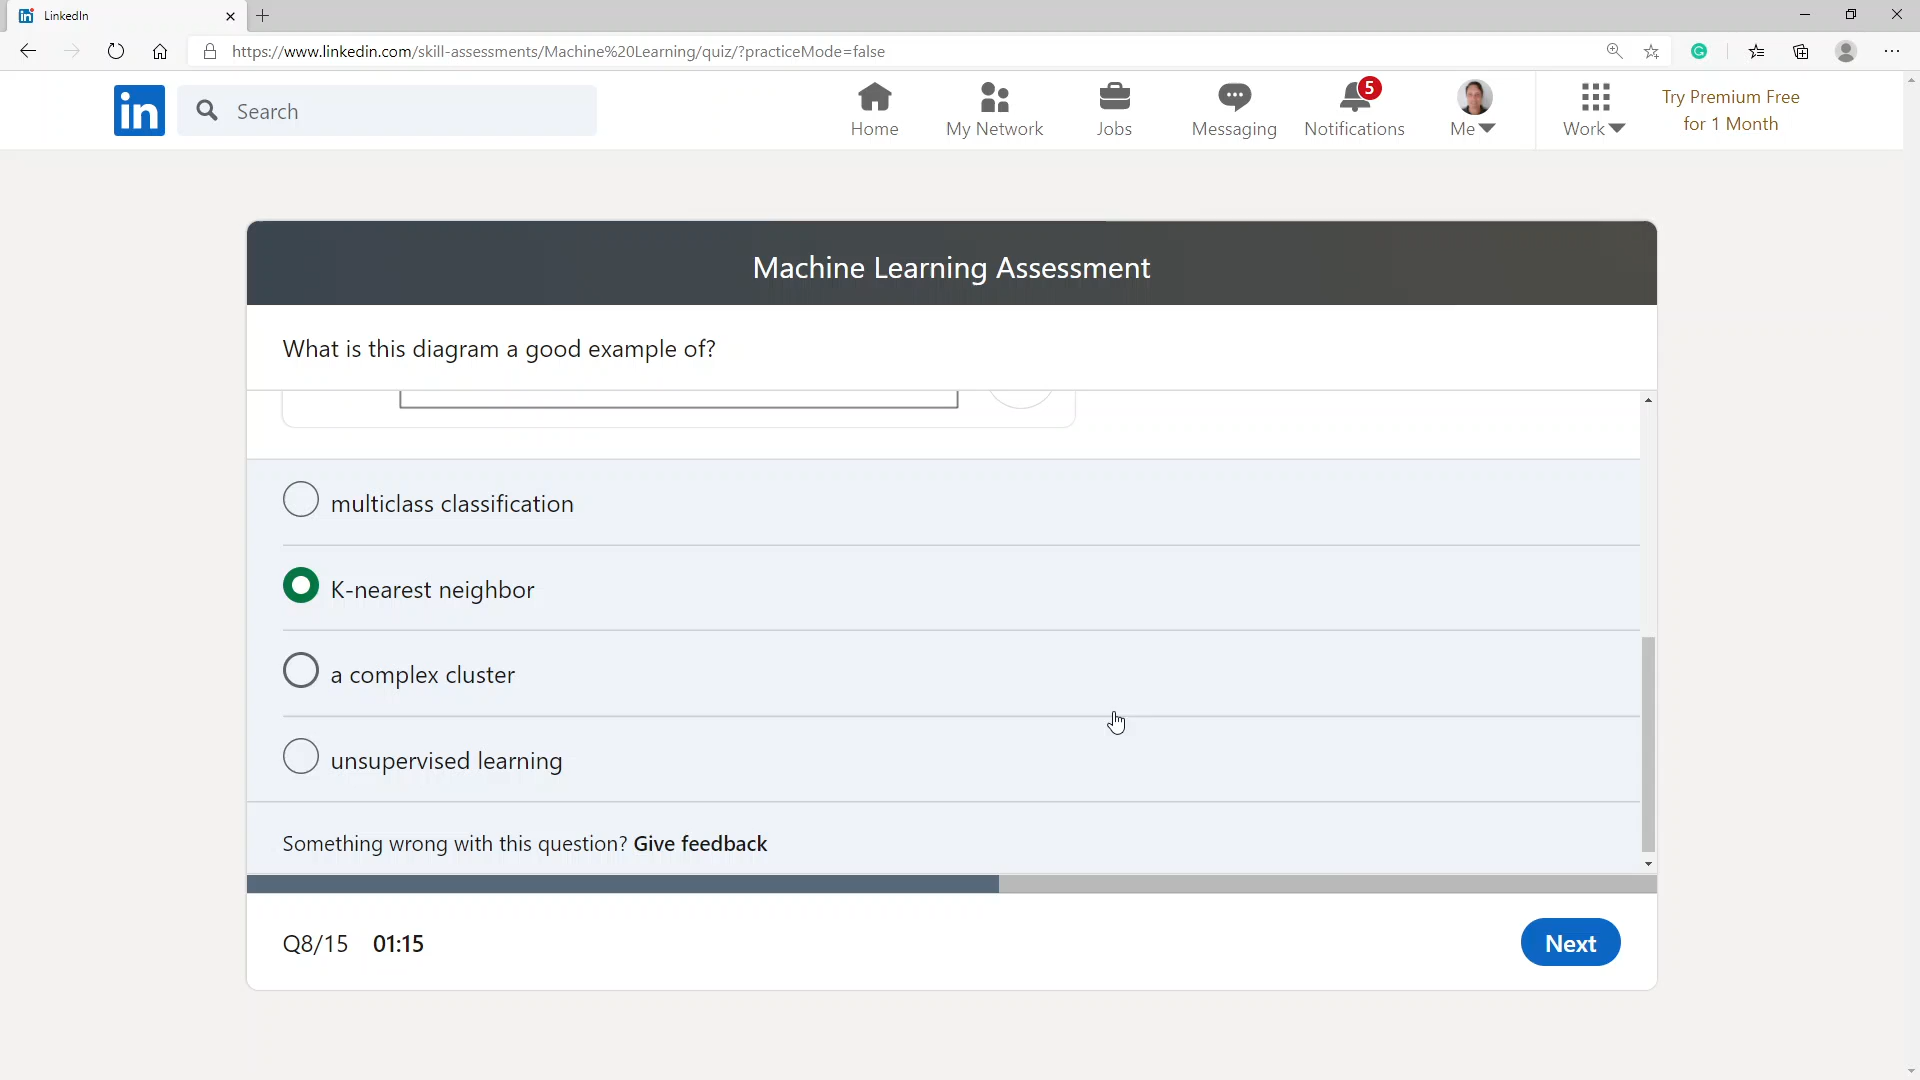 LinkedIn
https://www.linkedin.com/skill-assessments/Machine%20Learning/quiz/?practiceMode=false
in
Search
Home
My Network
Jobs
Messaging
5
Notifications
Me
Work
Try Premium Free
for 1 Month
Machine Learning Assessment
What is this diagram a good example of?
multiclass classification
K-nearest neighbor
a complex cluster
unsupervised learning
Something wrong with this question? Give feedback
Q8/15 01:15
Next